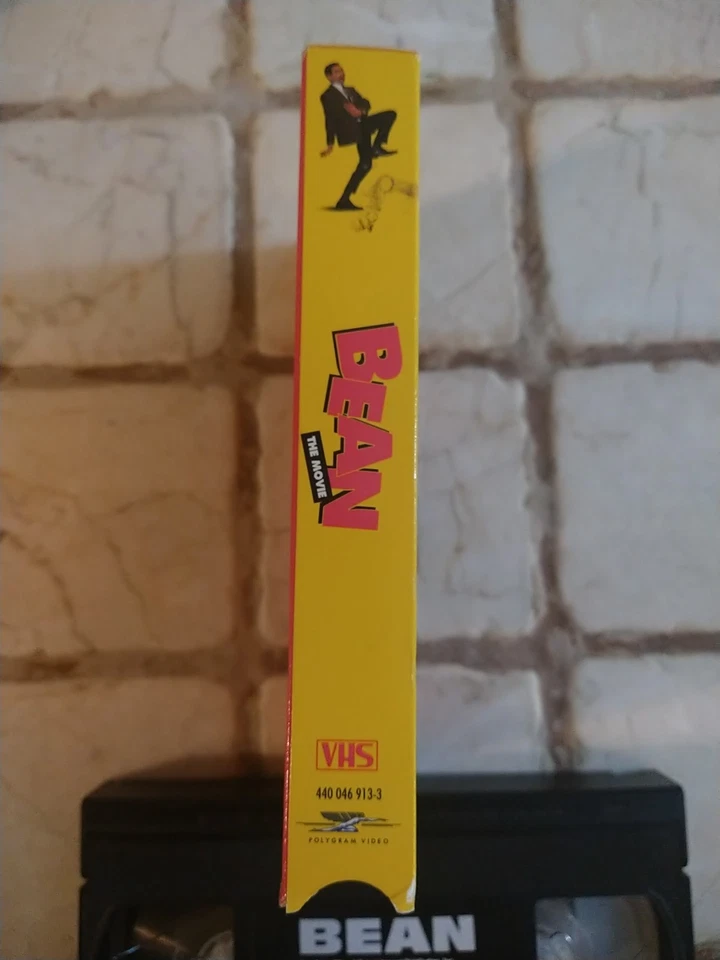 BEAN
THE MOVIE
VHS
440 046 913-3
POLYGRAM VIDEO
BEAN